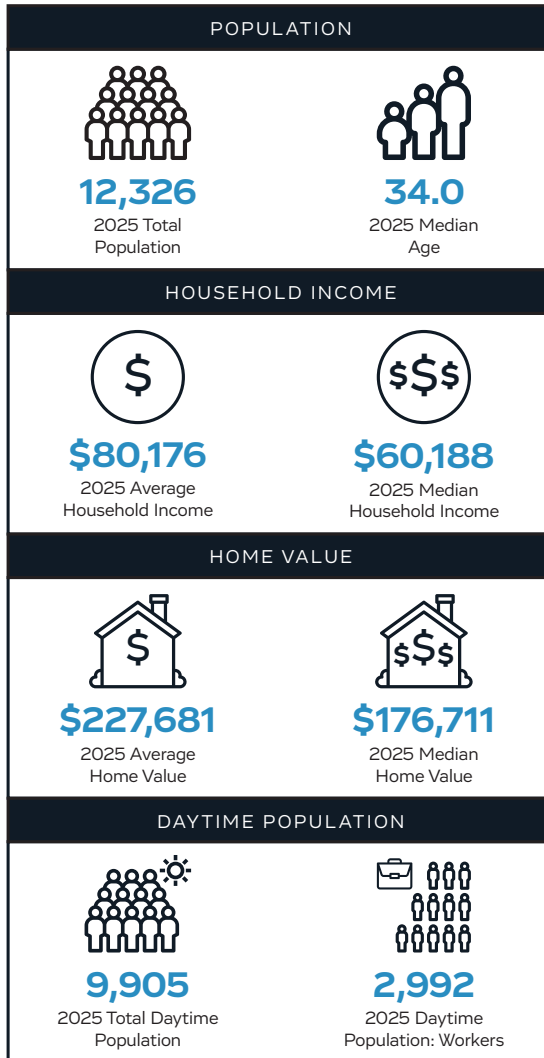 POPULATION
12,326
2025 Total
Population
34.0
2025 Median
Age
HOUSEHOLD INCOME
$
$80,176
2025 Average
Household Income
$$$
$60,188
2025 Median
Household Income
HOME VALUE
$
$227,681
2025 Average
Home Value
$$$
$176,711
2025 Median
Home Value
DAYTIME POPULATION
9,905
2025 Total Daytime
Population
2,992
2025 Daytime
Population: Workers